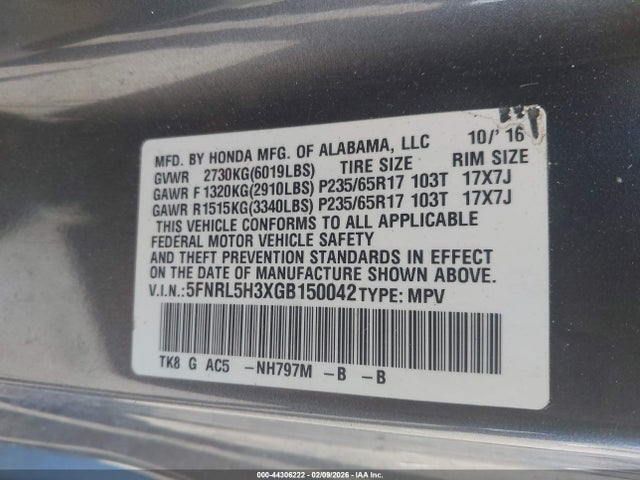 MFD. BY HONDA MFG. OF ALABAMA, LLC 10/'16
GVWR 2730KG(6019LBS) TIRE SIZE RIM SIZE
GAWR F 1320KG(2910LBS) P235/65R17 103T 17X7J
GAWR R1515KG(3340LBS) P235/65R17 103T 17X7J
THIS VEHICLE CONFORMS TO ALL APPLICABLE
FEDERAL MOTOR VEHICLE SAFETY
AND THEFT PREVENTION STANDARDS IN EFFECT
ON THE DATE OF MANUFACTURE SHOWN ABOVE.
V.I.N.: 5FNRL5H3XGB150042 TYPE: MPV
TK8 G AC5 -NH797M -B -B
000-44306222 - 02/09/2026 - IAA Inc.